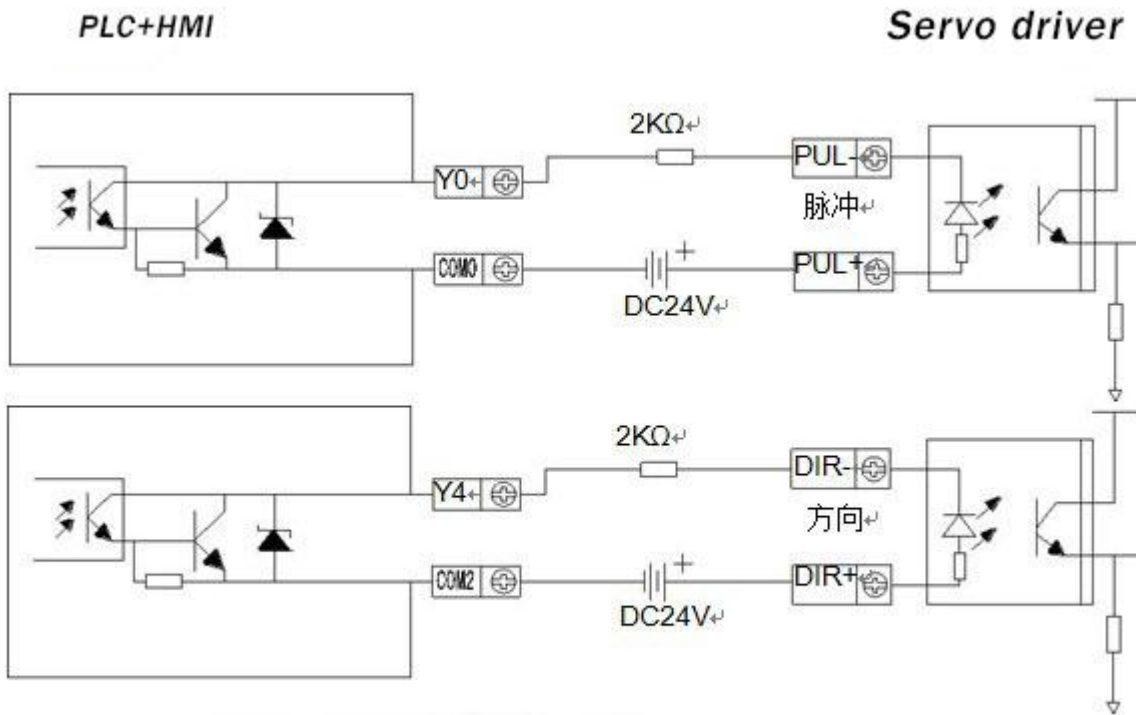 PLC+HMI
Servo driver
2KΩ↵
Y0↵
PUL-
脉冲↵
COM0
PUL+
+
DC24V↵
2KΩ↵
Y4↵
DIR-
方向↵
COM2
DIR+↵
+
DC24V↵